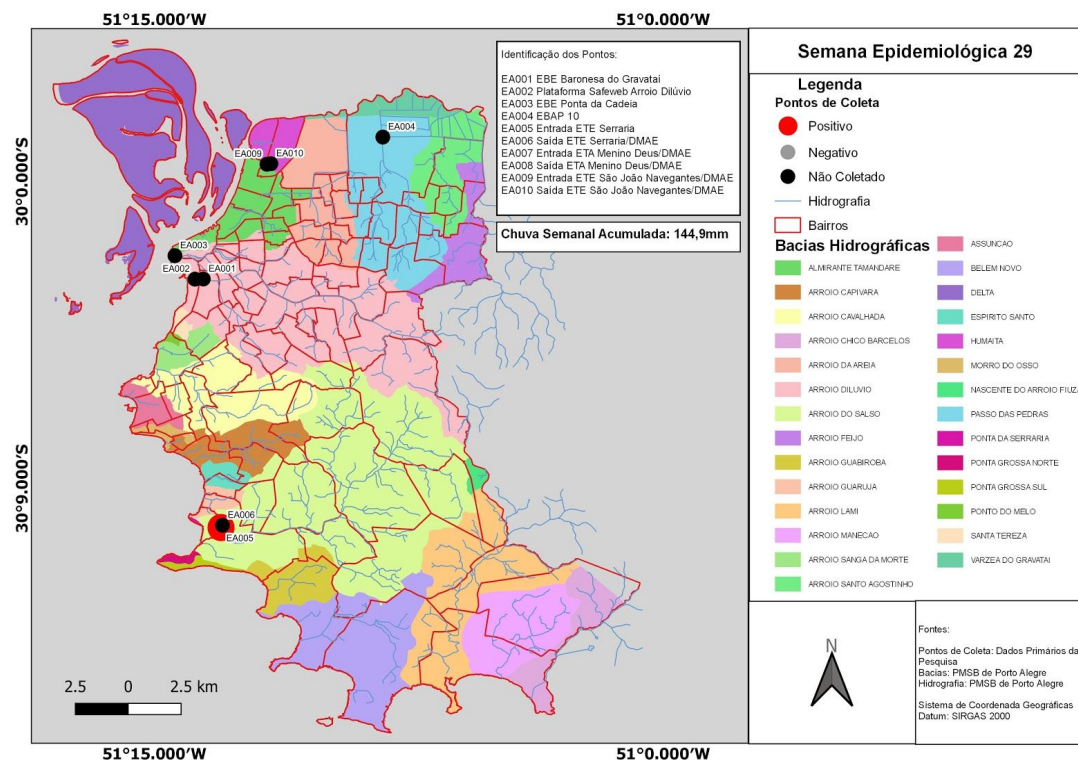 51°15.000'W
51°0.000'W
30°0.000'S
30°9.000'S
Identificação dos Pontos:
EA001 EBE Baronesa do Gravatai
EA002 Plataforma Safeweb Arroio Dilúvio
EA003 EBE Ponta da Cadeia
EA004 EBAP 10
EA005 Entrada ETE Serraria
EA006 Saída ETE Serraria/DMAE
EA007 Entrada ETA Menino Deus/DMAE
EA008 Saída ETA Menino Deus/DMAE
EA009 Entrada ETE São João Navegantes/DMAE
EA010 Saída ETE São João Navegantes/DMAE
Chuva Semanal Acumulada: 144,9mm
EA004
EA009
EA010
EA003
EA002
EA001
EA006
EA005
2.5 0 2.5 km
51°15.000'W
51°0.000'W
Semana Epidemiológica 29
Legenda
Pontos de Coleta
Positivo
Negativo
Não Coletado
Hidrografia
Bairros
Bacias Hidrográficas
ALMIRANTE TAMANDARE
ARROIO CAPIVARA
ARROIO CAVALHADA
ARROIO CHICO BARCELOS
ARROIO DA AREIA
ARROIO DILUVIO
ARROIO DO SALSO
ARROIO FEIJO
ARROIO GUABIROBA
ARROIO GUARUJA
ARROIO LAMI
ARROIO MANECAO
ARROIO SANGA DA MORTE
ARROIO SANTO AGOSTINHO
ASSUNCAO
BELEM NOVO
DELTA
ESPIRITO SANTO
HUMAITA
MORRO DO OSSO
NASCENTE DO ARROIO FIUZA
PASSO DAS PEDRAS
PONTA DA SERRARIA
PONTA GROSSA NORTE
PONTA GROSSA SUL
PONTO DO MELO
SANTA TEREZA
VARZEA DO GRAVATAI
N
Fontes:
Pontos de Coleta: Dados Primários da
Pesquisa
Bacias: PMSB de Porto Alegre
Hidrografia: PMSB de Porto Alegre
Sistema de Coordenada Geográficas
Datum: SIRGAS 2000